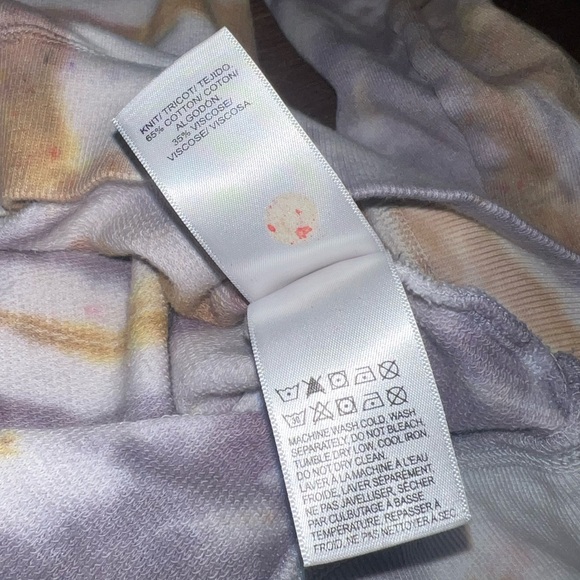 KNIT/ TRICOT/ TEJIDO
65% COTTON/ COTON/
ALGODÓN.
35% VISCOSE/
VISCOSE/ VISCOSA
MACHINE WASH COLD. WASH
SEPARATELY. DO NOT BLEACH,
TUMBLE DRY LOW, COOL IRON,
DO NOT DRY CLEAN.
LAVER À LA MACHINE À L'EAU
FROIDE, LAVER SÉPARÉMENT.
NE PAS JAVELLISER, SÉCHER
PAR CULBUTAGE À BASSE
TEMPÉRATURE, REPASSER À
FROID, NE PAS NETTOYER À SEC